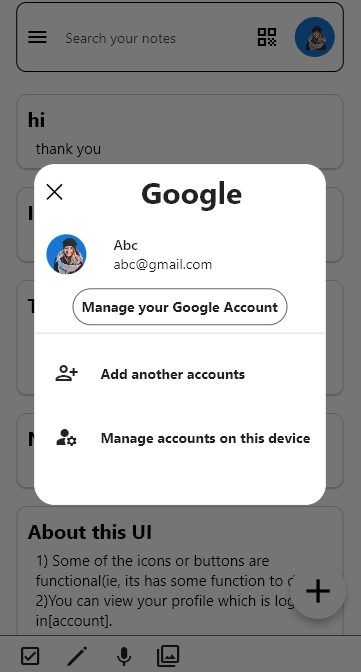 Search your notes
hi
thank you
Google
Abc
abc@gmail.com
Manage your Google Account
Add another accounts
Manage accounts on this device
About this UI
1) Some of the icons or buttons are
functional(ie, its has some function to
2)You can view your profile which is
in[account].